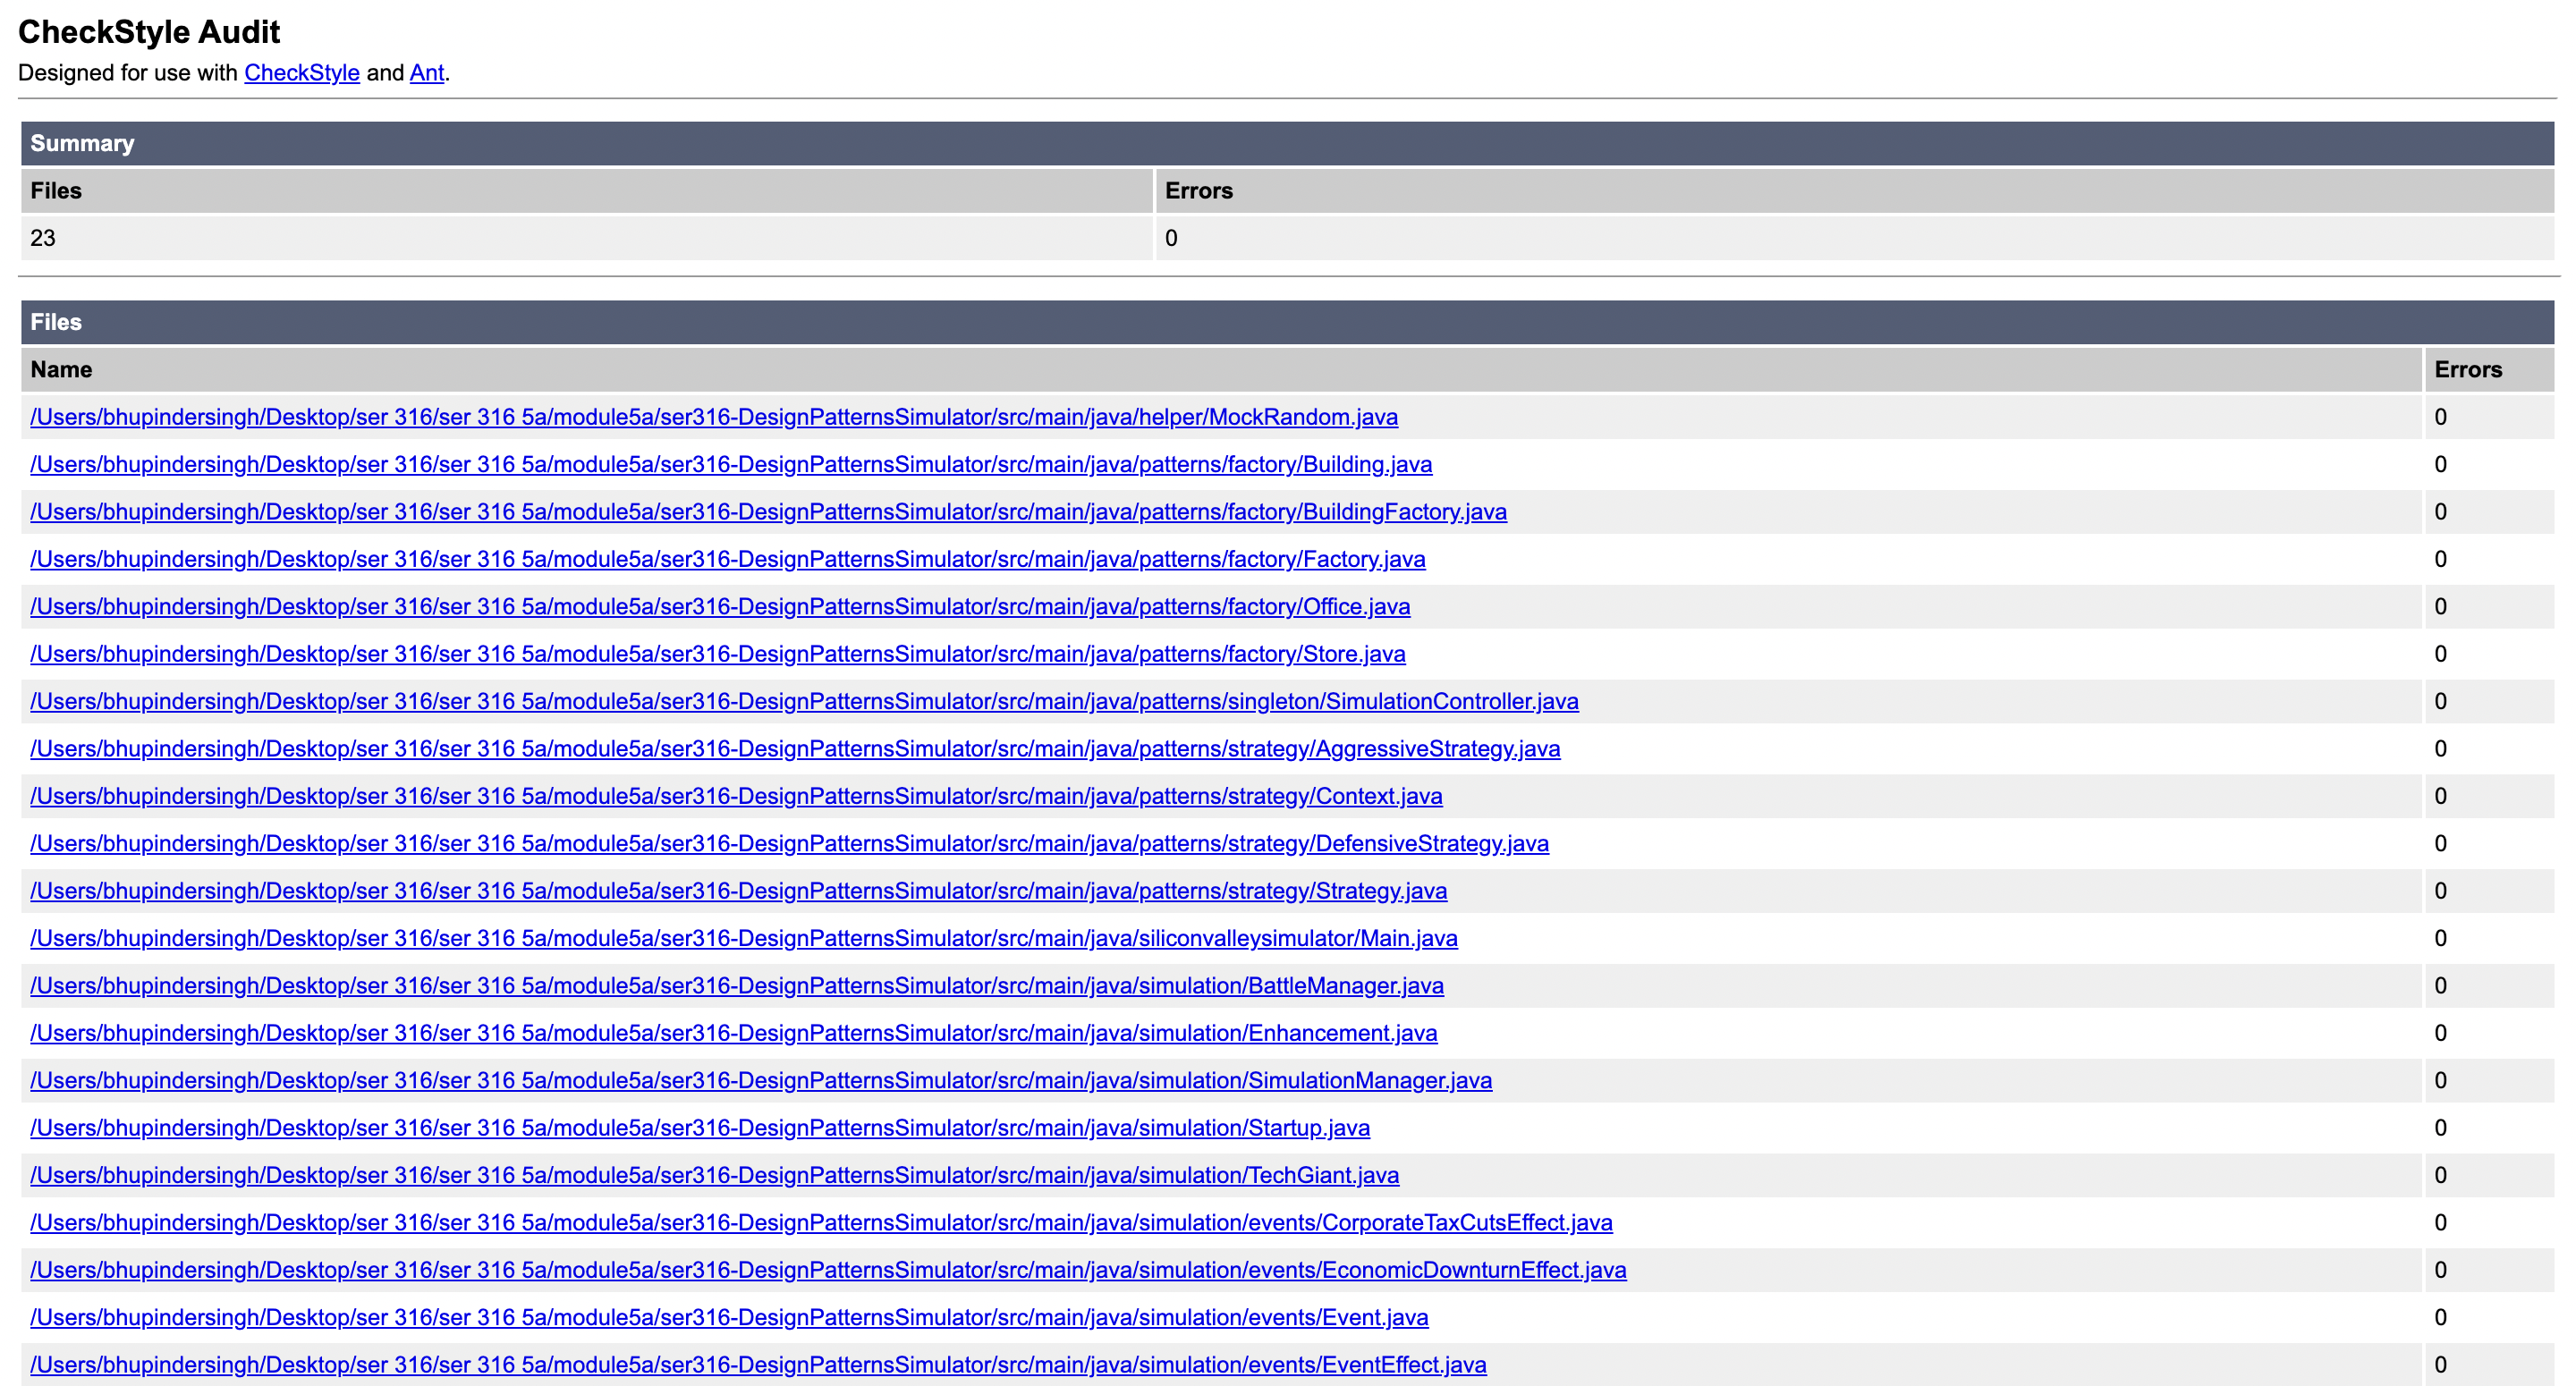 CheckStyle Audit
Designed for use with CheckStyle and Ant.
Summary
Files Errors
23 0
Files
Name Errors
/Users/bhupindersingh/Desktop/ser 316/ser 316 5a/module5a/ser316-DesignPatternsSimulator/src/main/java/helper/MockRandom.java 0
/Users/bhupindersingh/Desktop/ser 316/ser 316 5a/module5a/ser316-DesignPatternsSimulator/src/main/java/patterns/factory/Building.java 0
/Users/bhupindersingh/Desktop/ser 316/ser 316 5a/module5a/ser316-DesignPatternsSimulator/src/main/java/patterns/factory/BuildingFactory.java 0
/Users/bhupindersingh/Desktop/ser 316/ser 316 5a/module5a/ser316-DesignPatternsSimulator/src/main/java/patterns/factory/Factory.java 0
/Users/bhupindersingh/Desktop/ser 316/ser 316 5a/module5a/ser316-DesignPatternsSimulator/src/main/java/patterns/factory/Office.java 0
/Users/bhupindersingh/Desktop/ser 316/ser 316 5a/module5a/ser316-DesignPatternsSimulator/src/main/java/patterns/factory/Store.java 0
/Users/bhupindersingh/Desktop/ser 316/ser 316 5a/module5a/ser316-DesignPatternsSimulator/src/main/java/patterns/singleton/SimulationController.java 0
/Users/bhupindersingh/Desktop/ser 316/ser 316 5a/module5a/ser316-DesignPatternsSimulator/src/main/java/patterns/strategy/AggressiveStrategy.java 0
/Users/bhupindersingh/Desktop/ser 316/ser 316 5a/module5a/ser316-DesignPatternsSimulator/src/main/java/patterns/strategy/Context.java 0
/Users/bhupindersingh/Desktop/ser 316/ser 316 5a/module5a/ser316-DesignPatternsSimulator/src/main/java/patterns/strategy/DefensiveStrategy.java 0
/Users/bhupindersingh/Desktop/ser 316/ser 316 5a/module5a/ser316-DesignPatternsSimulator/src/main/java/patterns/strategy/Strategy.java 0
/Users/bhupindersingh/Desktop/ser 316/ser 316 5a/module5a/ser316-DesignPatternsSimulator/src/main/java/siliconvalleysimulator/Main.java 0
/Users/bhupindersingh/Desktop/ser 316/ser 316 5a/module5a/ser316-DesignPatternsSimulator/src/main/java/simulation/BattleManager.java 0
/Users/bhupindersingh/Desktop/ser 316/ser 316 5a/module5a/ser316-DesignPatternsSimulator/src/main/java/simulation/Enhancement.java 0
/Users/bhupindersingh/Desktop/ser 316/ser 316 5a/module5a/ser316-DesignPatternsSimulator/src/main/java/simulation/SimulationManager.java 0
/Users/bhupindersingh/Desktop/ser 316/ser 316 5a/module5a/ser316-DesignPatternsSimulator/src/main/java/simulation/Startup.java 0
/Users/bhupindersingh/Desktop/ser 316/ser 316 5a/module5a/ser316-DesignPatternsSimulator/src/main/java/simulation/TechGiant.java 0
/Users/bhupindersingh/Desktop/ser 316/ser 316 5a/module5a/ser316-DesignPatternsSimulator/src/main/java/simulation/events/CorporateTaxCutsEffect.java 0
/Users/bhupindersingh/Desktop/ser 316/ser 316 5a/module5a/ser316-DesignPatternsSimulator/src/main/java/simulation/events/EconomicDownturnEffect.java 0
/Users/bhupindersingh/Desktop/ser 316/ser 316 5a/module5a/ser316-DesignPatternsSimulator/src/main/java/simulation/events/Event.java 0
/Users/bhupindersingh/Desktop/ser 316/ser 316 5a/module5a/ser316-DesignPatternsSimulator/src/main/java/simulation/events/EventEffect.java 0